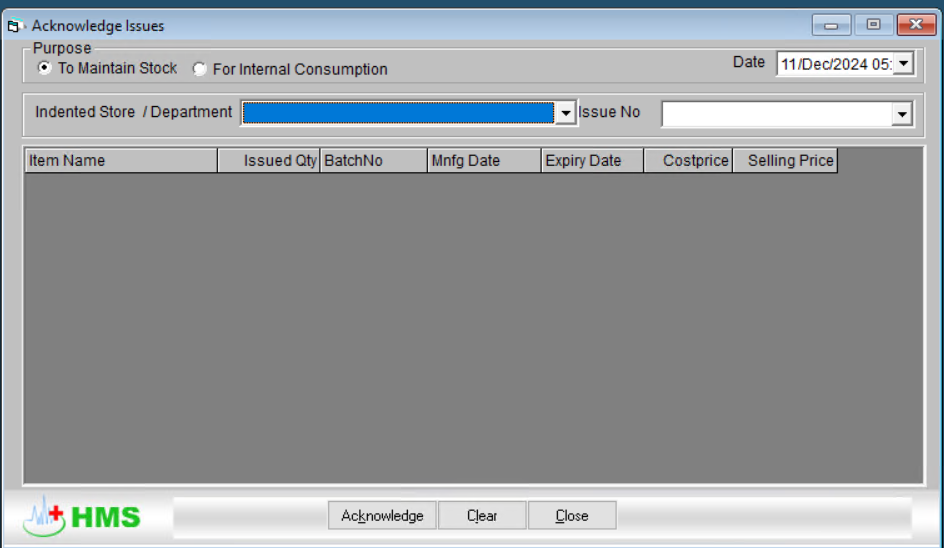 Acknowledge Issues
Purpose
To Maintain Stock For Internal Consumption Date 11/Dec/2024 05:
Indented Store / Department Issue No
Item Name Issued Qty BatchNo Mnfg Date Expiry Date Costprice Selling Price
HMS Acknowledge Clear Close